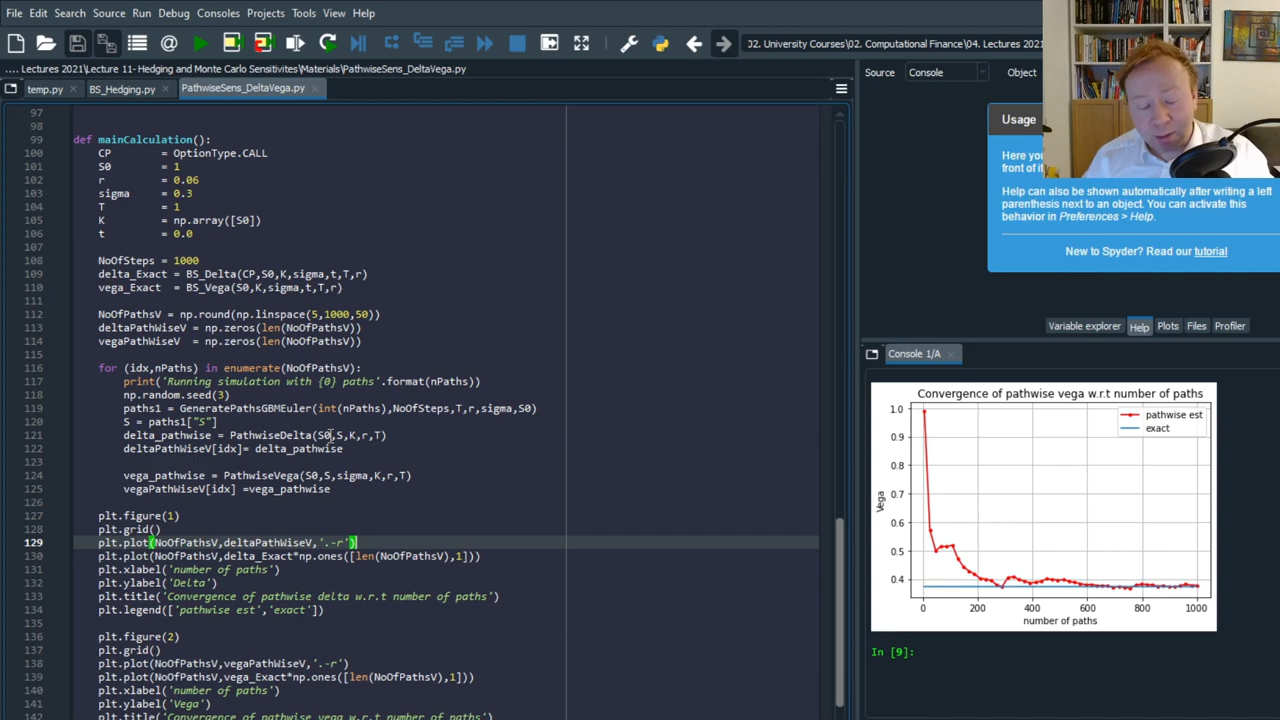 File Edit Search Source Run Debug Consoles Projects Tools View Help
02. University Courses\02. Computational Finance\04. Lectures 2021\
.... Lectures 2021\Lecture 11- Hedging and Monte Carlo Sensitivites\Materials\PathwiseSens_DeltaVega.py
temp.py BS_Hedging.py PathwiseSens_DeltaVega.py
97
98
99 def mainCalculation():
100 CP = OptionType.CALL
101 S0 = 1
102 r = 0.06
103 sigma = 0.3
104 T = 1
105 K = np.array([S0])
106 t = 0.0
107
108 NoOfSteps = 1000
109 delta_Exact = BS_Delta(CP,S0,K,sigma,t,T,r)
110 vega_Exact = BS_Vega(S0,K,sigma,t,T,r)
111
112 NoOfPathsV = np.round(np.linspace(5,1000,50))
113 deltaPathWiseV = np.zeros(len(NoOfPathsV))
114 vegaPathWiseV = np.zeros(len(NoOfPathsV))
115
116 for (idx,nPaths) in enumerate(NoOfPathsV):
117 print('Running simulation with {0} paths'.format(nPaths))
118 np.random.seed(3)
119 paths1 = GeneratePathsGBMEuler(int(nPaths),NoOfSteps,T,r,sigma,S0)
120 S = paths1["S"]
121 delta_pathwise = PathwiseDelta(S0,S,K,r,T)
122 deltaPathWiseV[idx]= delta_pathwise
123
124 vega_pathwise = PathwiseVega(S0,S,sigma,K,r,T)
125 vegaPathWiseV[idx] =vega_pathwise
126
127 plt.figure(1)
128 plt.grid()
129 plt.plot(NoOfPathsV,deltaPathWiseV,'.-r')
130 plt.plot(NoOfPathsV,delta_Exact*np.ones([len(NoOfPathsV),1]))
131 plt.xlabel('number of paths')
132 plt.ylabel('Delta')
133 plt.title('Convergence of pathwise delta w.r.t number of paths')
134 plt.legend(['pathwise est','exact'])
135
136 plt.figure(2)
137 plt.grid()
138 plt.plot(NoOfPathsV,vegaPathWiseV,'.-r')
139 plt.plot(NoOfPathsV,vega_Exact*np.ones([len(NoOfPathsV),1]))
140 plt.xlabel('number of paths')
141 plt.ylabel('Vega')
142 plt.title('Convergence of pathwise vega w.r.t number of paths')
Source Console Object
Usage
Here you
front of it
Help can also be shown automatically after writing a left
parenthesis next to an object. You can activate this
behavior in Preferences > Help.
New to Spyder? Read our tutorial
Variable explorer Help Plots Files Profiler
Console 1/A
Convergence of pathwise vega w.r.t number of paths
pathwise est
exact
1.0
0.9
0.8
0.7
0.6
0.5
0.4
Vega
0 200 400 600 800 1000
number of paths
In [9]: